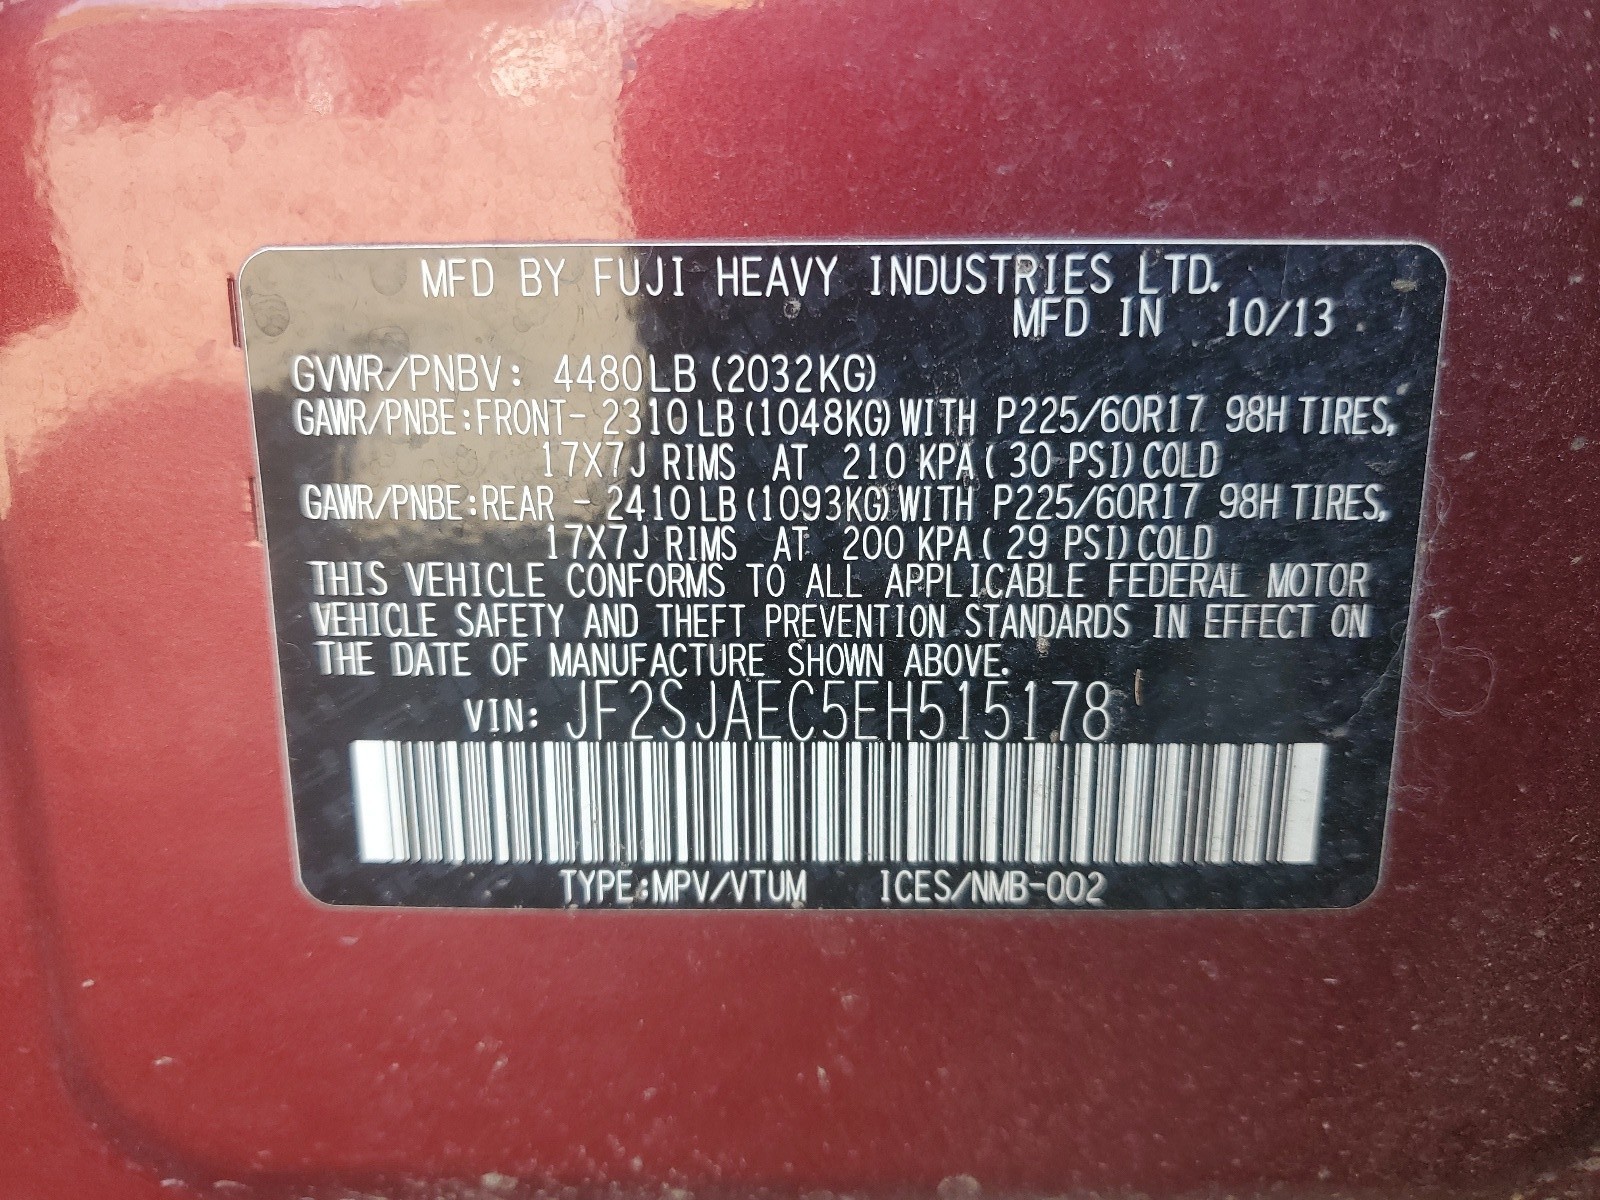 MFD BY FUJI HEAVY INDUSTRIES LTD.
MFD IN 10/13
GVWR/PNBV: 4480LB (2032KG)
GAWR/PNBE:FRONT- 2310LB (1048KG) WITH P225/60R17 98H TIRES,
17X7J RIMS AT 210 KPA ( 30 PSI) COLD
GAWR/PNBE:REAR - 2410LB (1093KG) WITH P225/60R17 98H TIRES,
17X7J RIMS AT 200 KPA ( 29 PSI) COLD
THIS VEHICLE CONFORMS TO ALL APPLICABLE FEDERAL MOTOR
VEHICLE SAFETY AND THEFT PREVENTION STANDARDS IN EFFECT ON
THE DATE OF MANUFACTURE SHOWN ABOVE.
VIN: JF2SJAEC5EH515178
TYPE:MPV/VTUM ICES/NMB-002